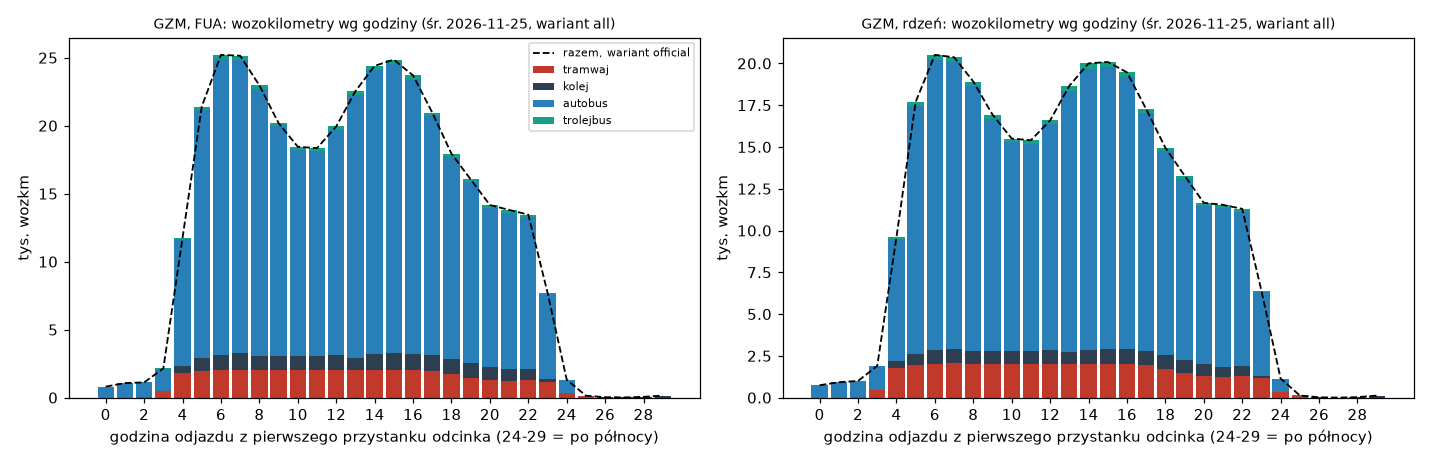 GZM, FUA: wozokilometry wg godziny (śr. 2026-11-25, wariant all)
tys. wozkm
25
20
15
10
5
0
razem, wariant official
tramwaj
kolej
autobus
trolejbus
0 2 4 6 8 10 12 14 16 18 20 22 24 26 28
godzina odjazdu z pierwszego przystanku odcinka (24-29 = po północy)
GZM, rdzeń: wozokilometry wg godziny (śr. 2026-11-25, wariant all)
tys. wozkm
20.0
17.5
15.0
12.5
10.0
7.5
5.0
2.5
0.0
0 2 4 6 8 10 12 14 16 18 20 22 24 26 28
godzina odjazdu z pierwszego przystanku odcinka (24-29 = po północy)